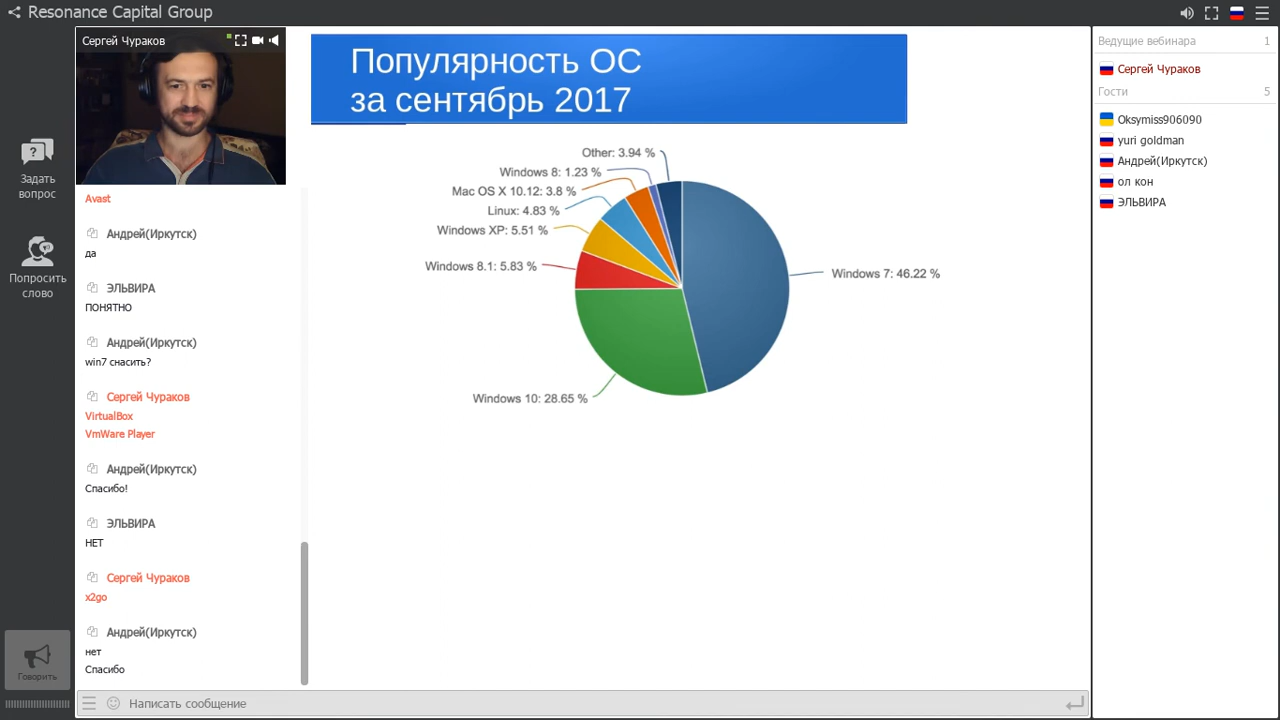 Resonance Capital Group
Сергей Чураков
Задать
вопрос
Попросить
слово
Говорить
Avast
Андрей(Иркутск)
да
ЭЛЬВИРА
ПОНЯТНО
Андрей(Иркутск)
win7 снасить?
Сергей Чураков
VirtualBox
VmWare Player
Андрей(Иркутск)
Спасибо!
ЭЛЬВИРА
НЕТ
Сергей Чураков
x2go
Андрей(Иркутск)
нет
Спасибо
Написать сообщение
Популярность ОС
за сентябрь 2017
Other: 3.94 %
Windows 8: 1.23 %
Mac OS X 10.12: 3.8 %
Linux: 4.83 %
Windows XP: 5.51 %
Windows 8.1: 5.83 %
Windows 7: 46.22 %
Windows 10: 28.65 %
Ведущие вебинара 1
Сергей Чураков
Гости 5
Oksymiss906090
yuri goldman
Андрей(Иркутск)
ол кон
ЭЛЬВИРА